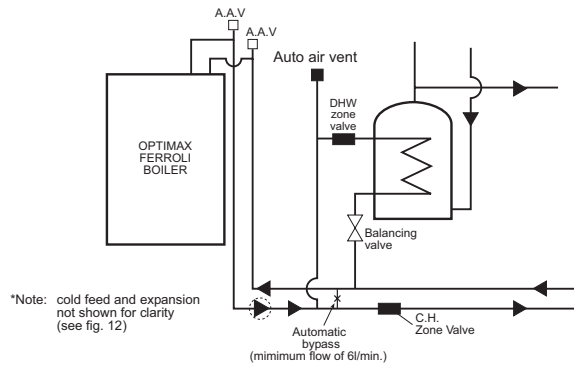 A.A.V
A.A.V
Auto air vent
DHW
zone
valve
OPTIMAX
FERROLI
BOILER
Balancing
valve
*Note: cold feed and expansion
not shown for clarity
(see fig. 12)
Automatic
bypass
(mimimum flow of 6l/min.)
C.H.
Zone Valve